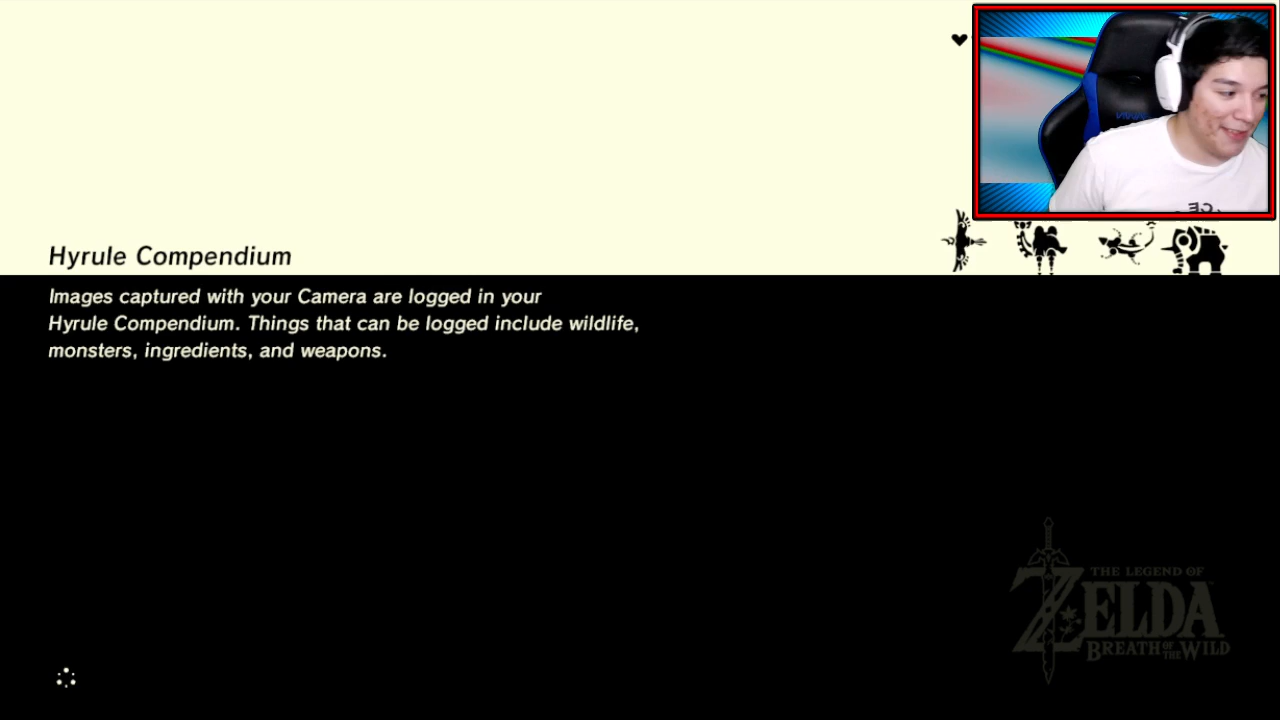 Hyrule Compendium
Images captured with your Camera are logged in your
Hyrule Compendium. Things that can be logged include wildlife,
monsters, ingredients, and weapons.
THE LEGEND OF
ZELDA
BREATH OF THE WILD